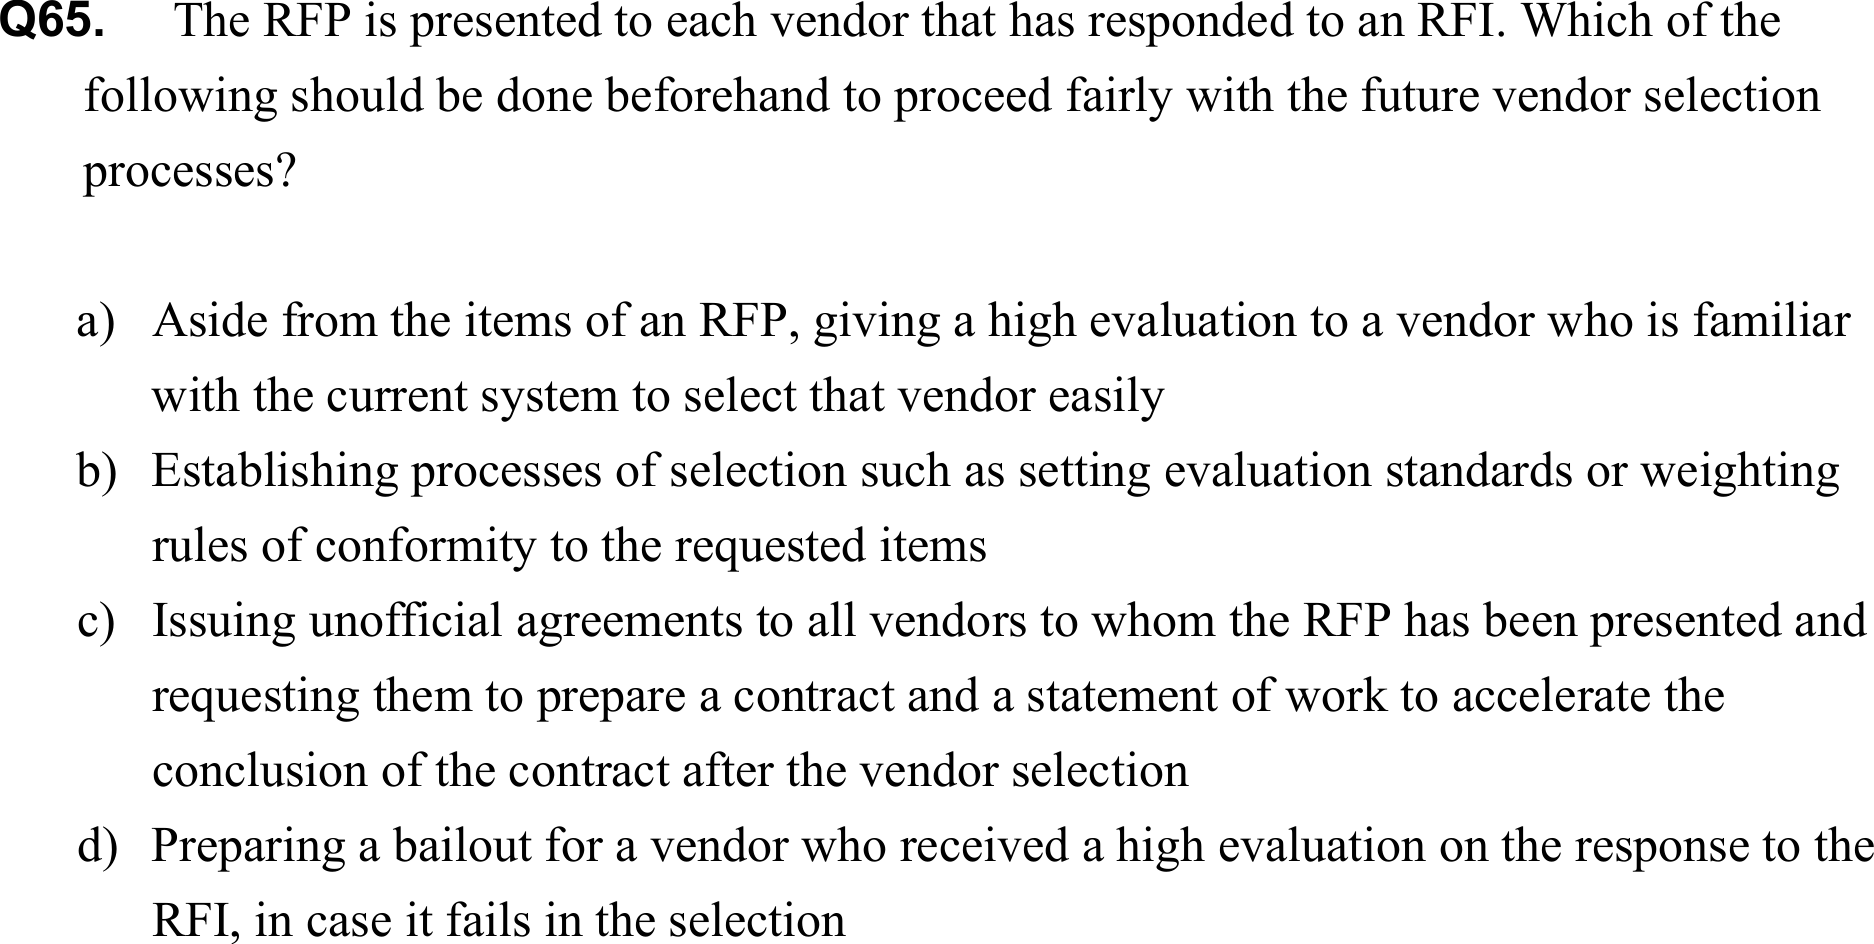 Q65. The RFP is presented to each vendor that has responded to an RFI. Which of the
following should be done beforehand to proceed fairly with the future vendor selection
processes?
a) Aside from the items of an RFP, giving a high evaluation to a vendor who is familiar
with the current system to select that vendor easily
b) Establishing processes of selection such as setting evaluation standards or weighting
rules of conformity to the requested items
c) Issuing unofficial agreements to all vendors to whom the RFP has been presented and
requesting them to prepare a contract and a statement of work to accelerate the
conclusion of the contract after the vendor selection
d) Preparing a bailout for a vendor who received a high evaluation on the response to the
RFI, in case it fails in the selection